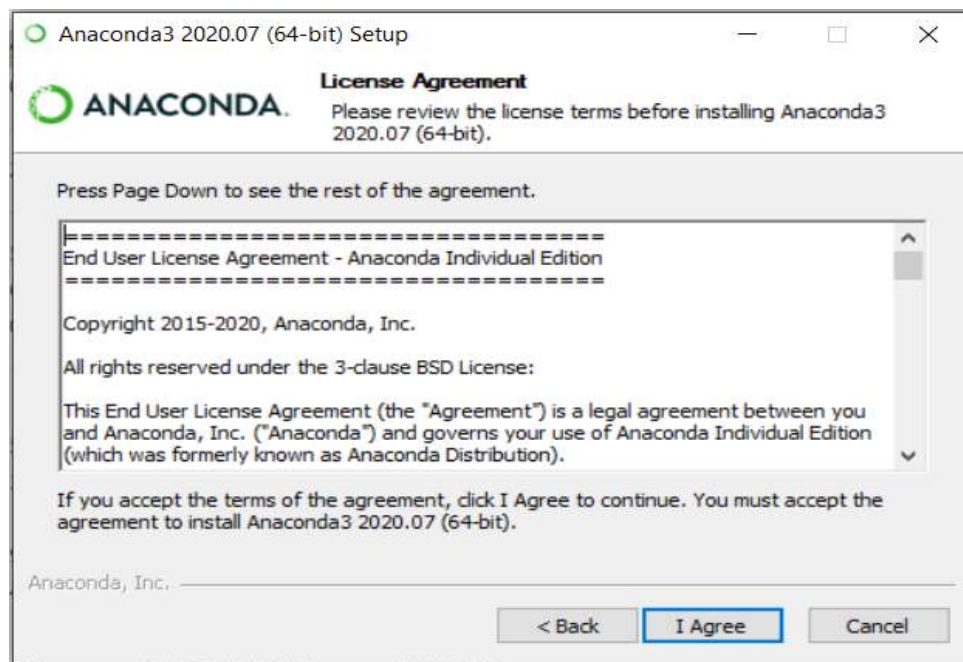 Anaconda3 2020.07 (64-bit) Setup
ANACONDA.
License Agreement
Please review the license terms before installing Anaconda3
2020.07 (64-bit).
Press Page Down to see the rest of the agreement.
===================================
End User License Agreement - Anaconda Individual Edition
===================================
Copyright 2015-2020, Anaconda, Inc.
All rights reserved under the 3-clause BSD License:
This End User License Agreement (the "Agreement") is a legal agreement between you
and Anaconda, Inc. ("Anaconda") and governs your use of Anaconda Individual Edition
(which was formerly known as Anaconda Distribution).
If you accept the terms of the agreement, click I Agree to continue. You must accept the
agreement to install Anaconda3 2020.07 (64-bit).
Anaconda, Inc.
< Back
I Agree
Cancel